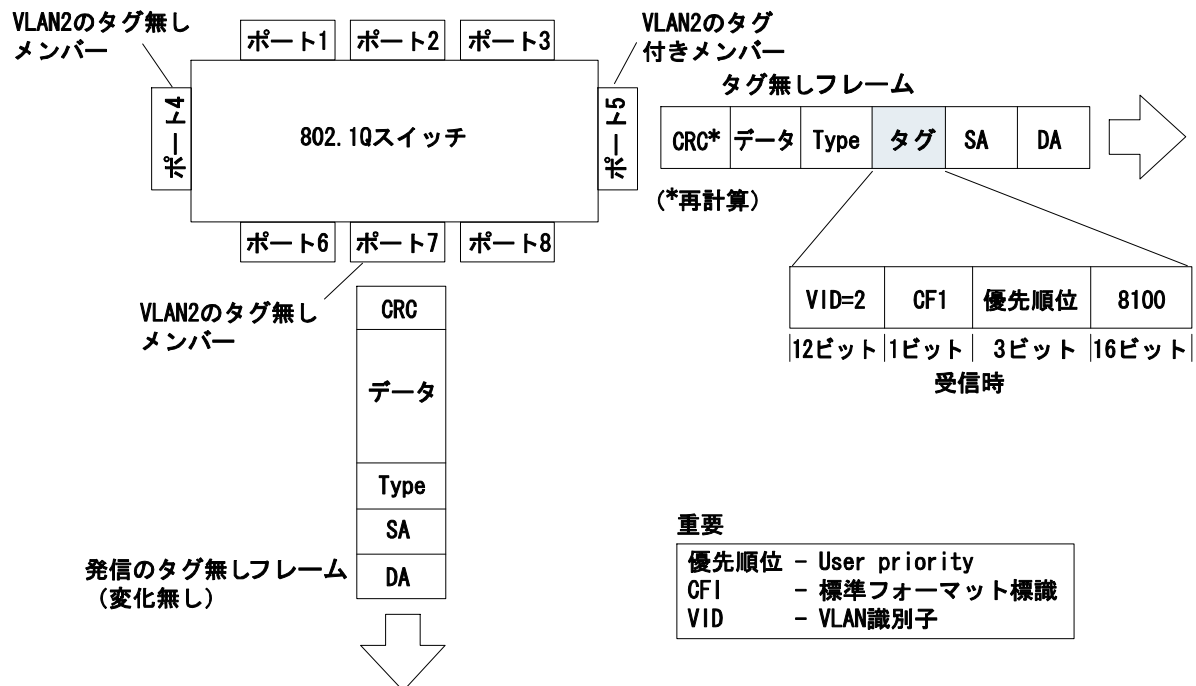 VLAN2のタグ無し
メンバー
ポート1
ポート2
ポート3
VLAN2のタグ
付きメンバー
ポート4
802.1Qスイッチ
ポート5
タグ無しフレーム
CRC*
データ
Type
タグ
SA
DA
(*再計算)
ポート6
ポート7
ポート8
VID=2
CF1
優先順位
8100
12ビット
1ビット
3ビット
16ビット
受信時
VLAN2のタグ無し
メンバー
CRC
データ
Type
SA
DA
発信のタグ無しフレーム
(変化無し)
重要
優先順位 - User priority
CFI - 標準フォーマット標識
VID - VLAN識別子